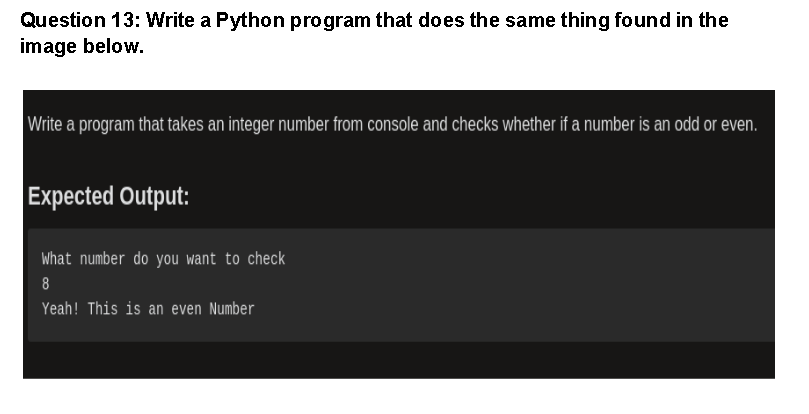 Question 13: Write a Python program that does the same thing found in the
image below.
Write a program that takes an integer number from console and checks whether if a number is an odd or even.
Expected Output:
What number do you want to check
8
Yeah! This is an even Number